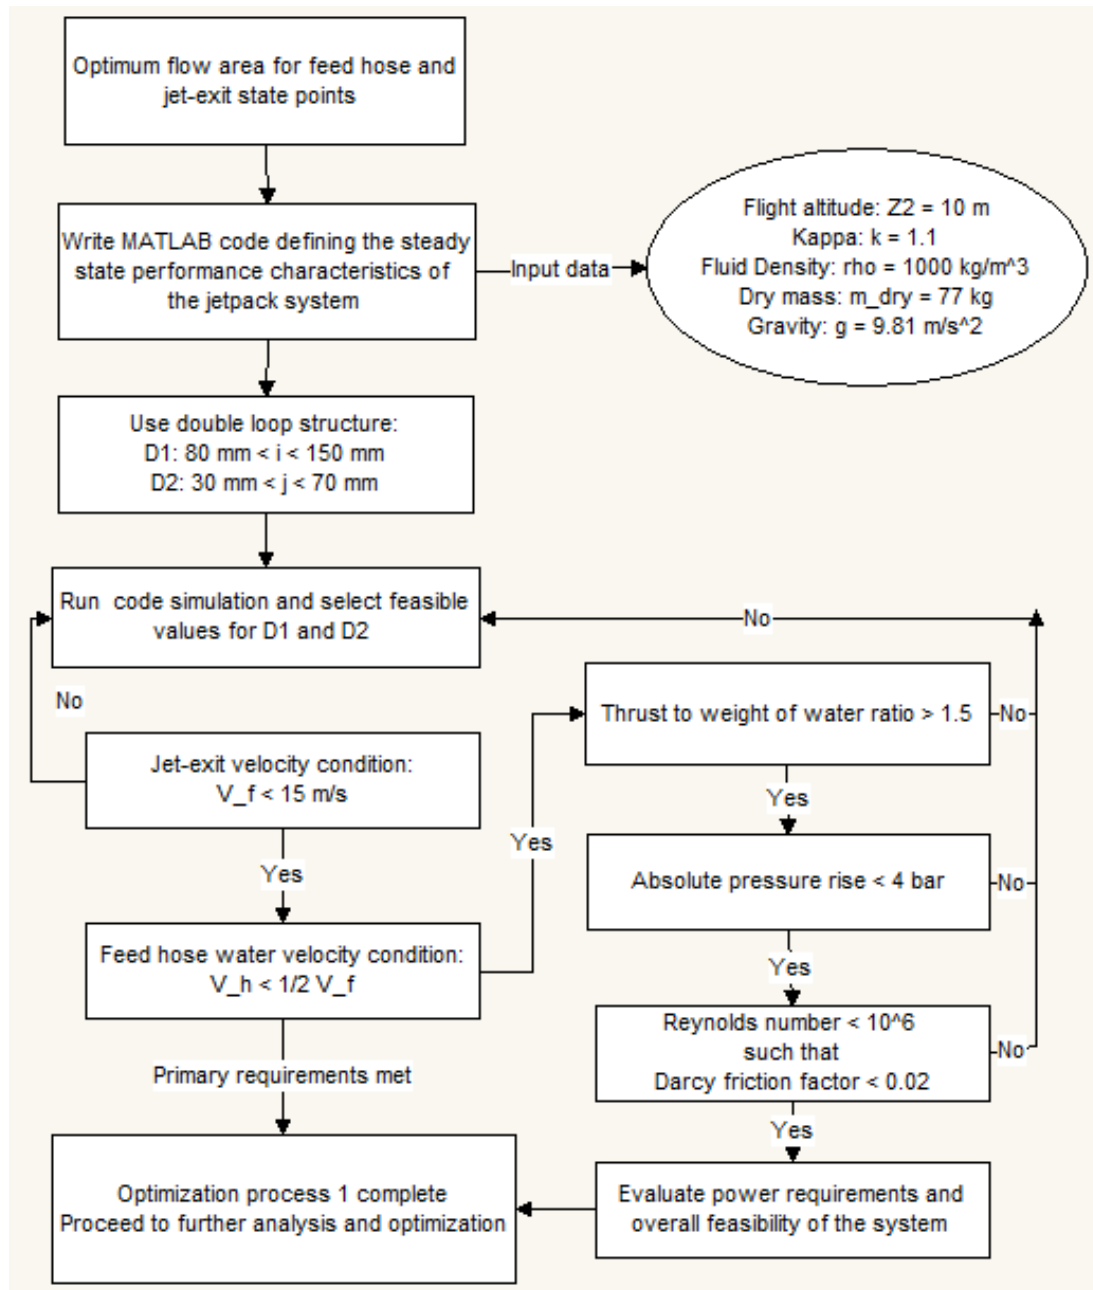 Optimum flow area for feed hose and
jet-exit state points
Write MATLAB code defining the steady
state performance characteristics of
the jetpack system
Input data
Flight altitude: Z2 = 10 m
Kappa: k = 1.1
Fluid Density: rho = 1000 kg/m^3
Dry mass: m_dry = 77 kg
Gravity: g = 9.81 m/s^2
Use double loop structure:
D1: 80 mm < i < 150 mm
D2: 30 mm < j < 70 mm
Run code simulation and select feasible
values for D1 and D2
No
No
Jet-exit velocity condition:
V_f < 15 m/s
Yes
Feed hose water velocity condition:
V_h < 1/2 V_f
Yes
Primary requirements met
Thrust to weight of water ratio > 1.5
No
Yes
Absolute pressure rise < 4 bar
No
Yes
Reynolds number < 10^6
such that
Darcy friction factor < 0.02
No
Yes
Evaluate power requirements and
overall feasibility of the system
Optimization process 1 complete
Proceed to further analysis and optimization